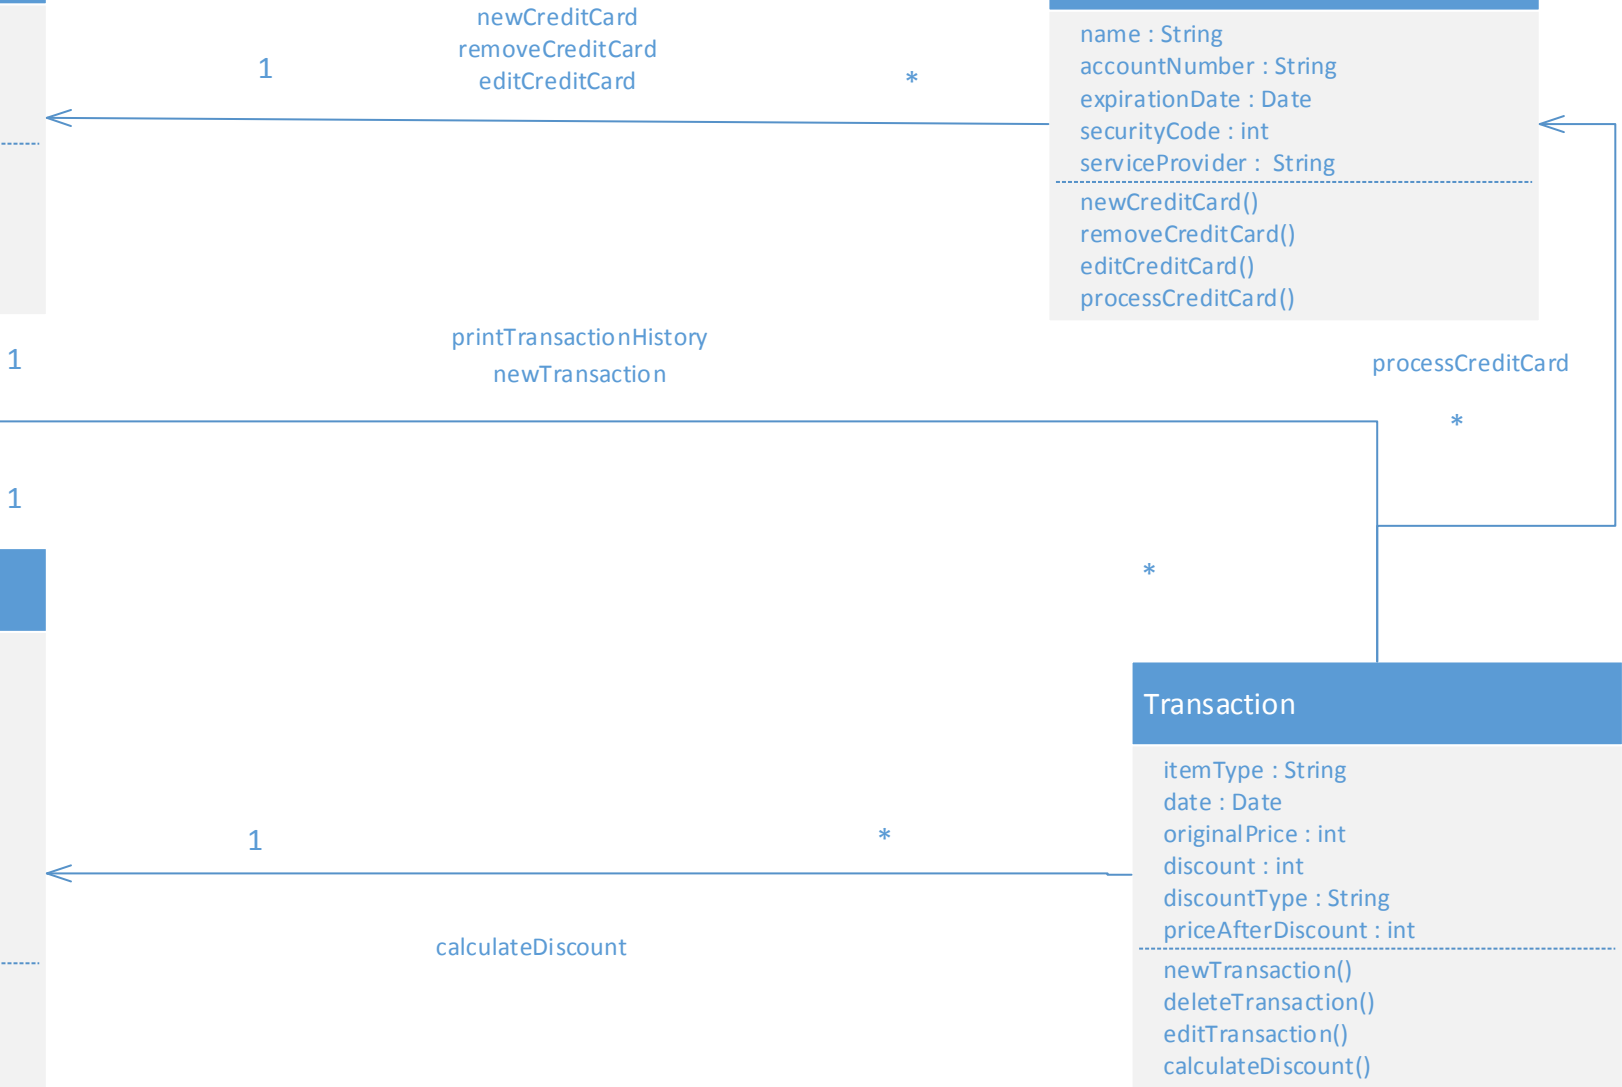 newCreditCard
removeCreditCard
editCreditCard
1
*
name : String
accountNumber : String
expirationDate : Date
securityCode : int
serviceProvider : String
newCreditCard()
removeCreditCard()
editCreditCard()
processCreditCard()
1
printTransactionHistory
newTransaction
processCreditCard
*
1
*
Transaction
itemType : String
date : Date
originalPrice : int
discount : int
discountType : String
priceAfterDiscount : int
newTransaction()
deleteTransaction()
editTransaction()
calculateDiscount()
1
*
calculateDiscount